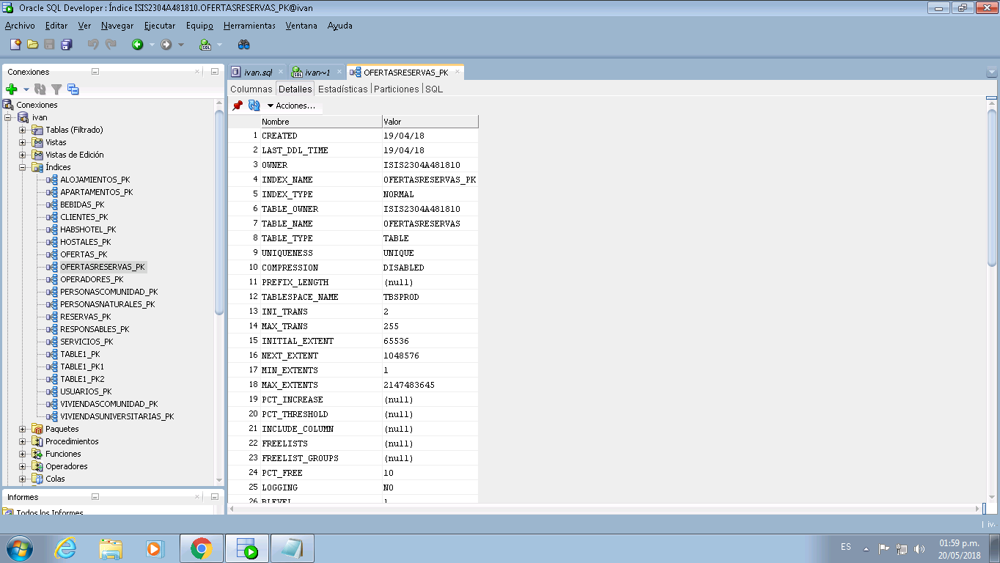 Oracle SQL Developer : Índice ISIS2304A481810.OFERTASRESERVAS_PK@ivan
Archivo Editar Ver Navegar Ejecutar Equipo Herramientas Ventana Ayuda
Conexiones
Conexiones
ivan
Tablas (Filtrado)
Vistas
Vistas de Edición
Índices
ALOJAMIENTOS_PK
APARTAMENTOS_PK
BEBIDAS_PK
CLIENTES_PK
HABSHOTEL_PK
HOSTALES_PK
OFERTAS_PK
OFERTASRESERVAS_PK
OPERADORES_PK
PERSONASCOMUNIDAD_PK
PERSONASNATURALES_PK
RESERVAS_PK
RESPONSABLES_PK
SERVICIOS_PK
TABLE1_PK
TABLE1_PK1
TABLE1_PK2
USUARIOS_PK
VIVIENDASCOMUNIDAD_PK
VIVIENDASUNIVERSITARIAS_PK
Paquetes
Procedimientos
Funciones
Operadores
Colas
Informes
Todos los Informes
ivan.sql ivan~1 OFERTASRESERVAS_PK
Columnas Detalles Estadísticas Particiones SQL
Acciones...
Nombre Valor
1 CREATED 19/04/18
2 LAST_DDL_TIME 19/04/18
3 OWNER ISIS2304A481810
4 INDEX_NAME OFERTASRESERVAS_PK
5 INDEX_TYPE NORMAL
6 TABLE_OWNER ISIS2304A481810
7 TABLE_NAME OFERTASRESERVAS
8 TABLE_TYPE TABLE
9 UNIQUENESS UNIQUE
10 COMPRESSION DISABLED
11 PREFIX_LENGTH (null)
12 TABLESPACE_NAME TBSPROD
13 INI_TRANS 2
14 MAX_TRANS 255
15 INITIAL_EXTENT 65536
16 NEXT_EXTENT 1048576
17 MIN_EXTENTS 1
18 MAX_EXTENTS 2147483645
19 PCT_INCREASE (null)
20 PCT_THRESHOLD (null)
21 INCLUDE_COLUMN (null)
22 FREELISTS (null)
23 FREELIST_GROUPS (null)
24 PCT_FREE 10
25 LOGGING NO
26 BLEVEL 1
iv
ES
01:59 p.m.
20/05/2018